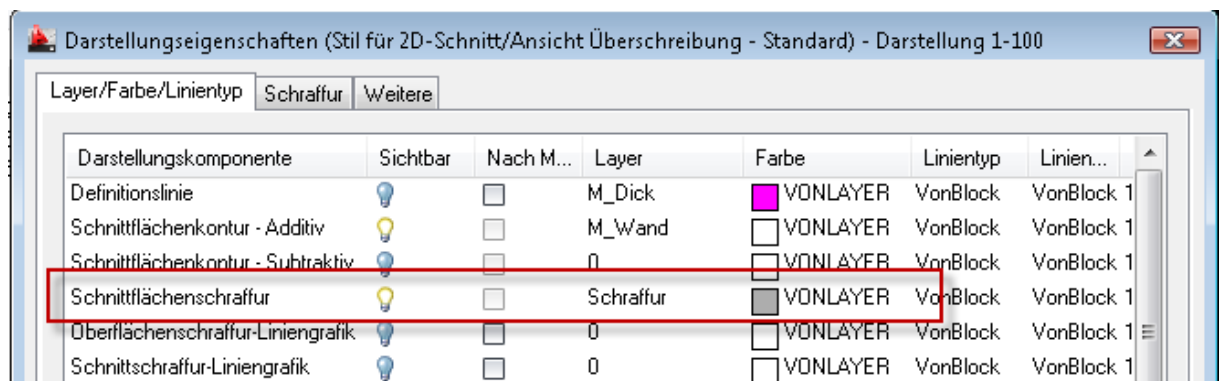 Darstellungseigenschaften (Stil für 2D-Schnitt/Ansicht Überschreibung - Standard) - Darstellung 1-100
Layer/Farbe/Linientyp Schraffur Weitere
Darstellungskomponente Sichtbar Nach M... Layer Farbe Linientyp Linien...
Definitionslinie M_Dick VONLAYER VonBlock VonBlock 1
Schnittflächenkontur - Additiv M_Wand VONLAYER VonBlock VonBlock 1
Schnittflächenkontur - Subtraktiv 0 VONLAYER VonBlock VonBlock 1
Schnittflächenschraffur Schraffur VONLAYER VonBlock VonBlock 1
Oberflächenschraffur-Liniengrafik 0 VONLAYER VonBlock VonBlock 1
Schnittschraffur-Liniengrafik 0 VONLAYER VonBlock VonBlock 1